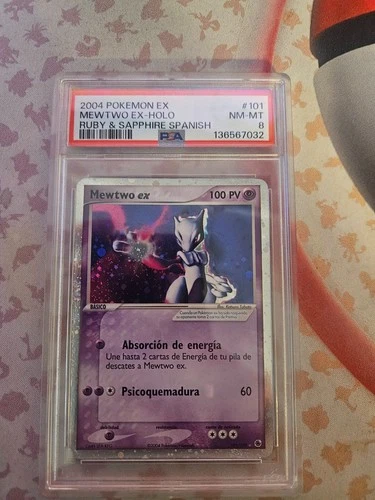 2004 POKEMON EX #101
MEWTWO EX-HOLO NM-MT
RUBY & SAPPHIRE SPANISH 8
PSA 136567032
Mewtwo ex 100 PV
BÁSICO
Absorción de energía
Une hasta 2 cartas de Energía de tu pila de
descartes a Mewtwo ex.
Psicoquemadura 60
debilidad resistencia